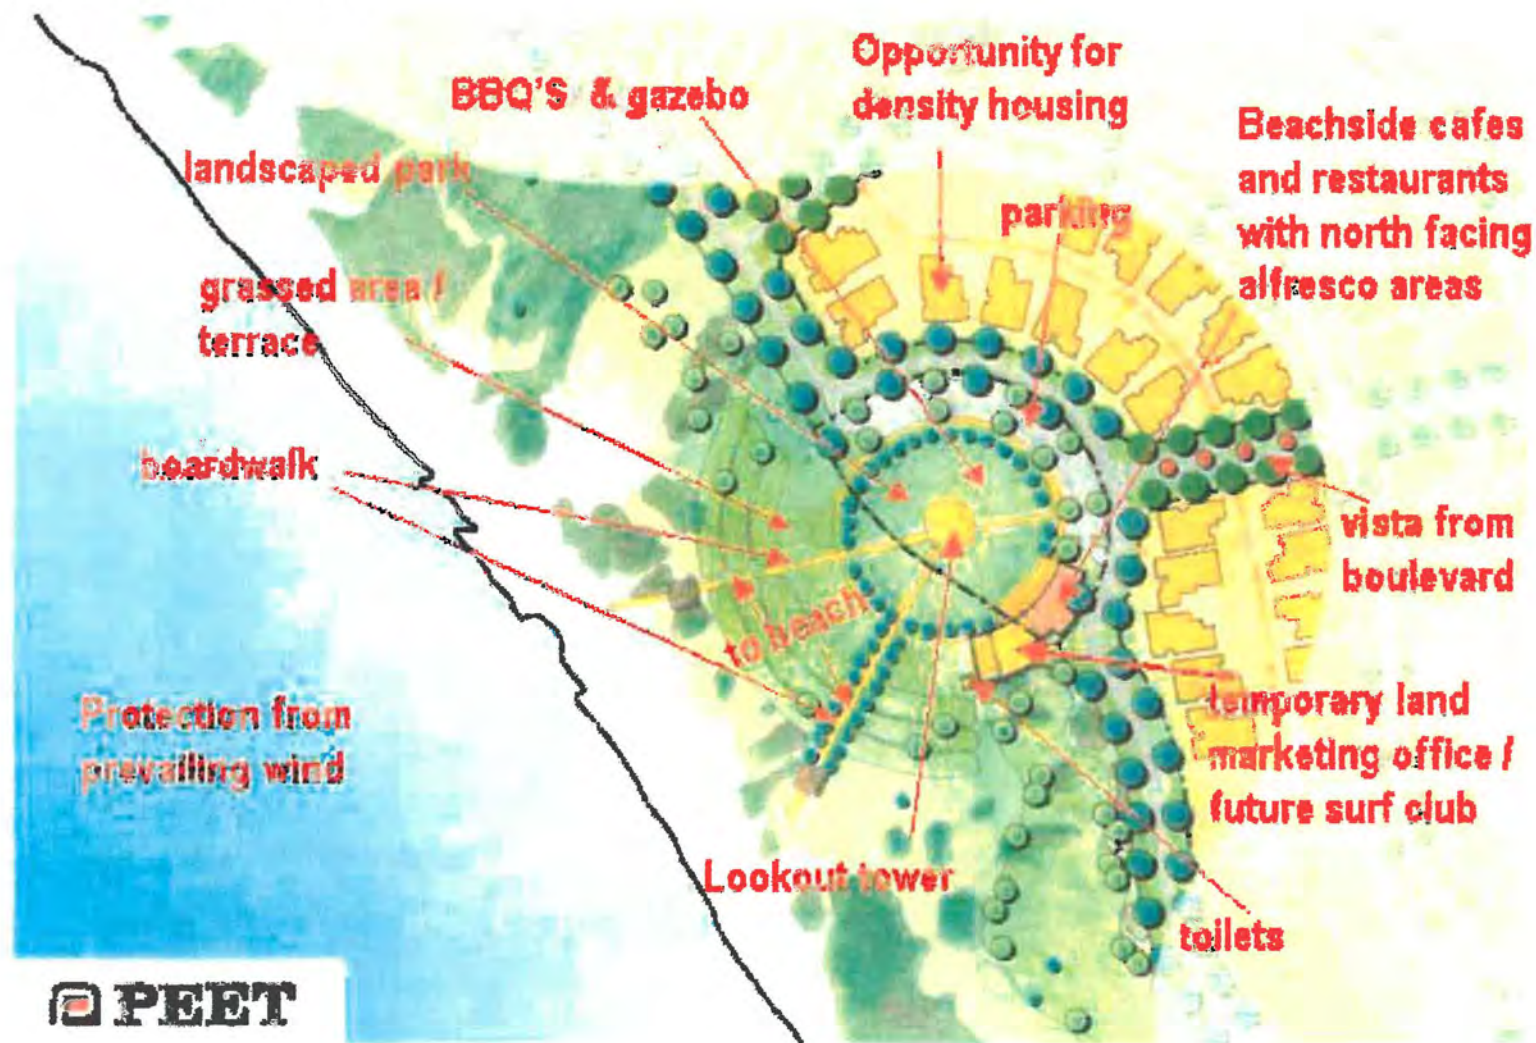 Opportunity for
density housing
BBQ'S & gazebo
Beachside cafes
and restaurants
with north facing
alfresco areas
landscaped park
parking
grassed area /
terrace
boardwalk
vista from
boulevard
to beach
Protection from
prevailing wind
temporary land
marketing office /
future surf club
Lookout tower
toilets
PEET